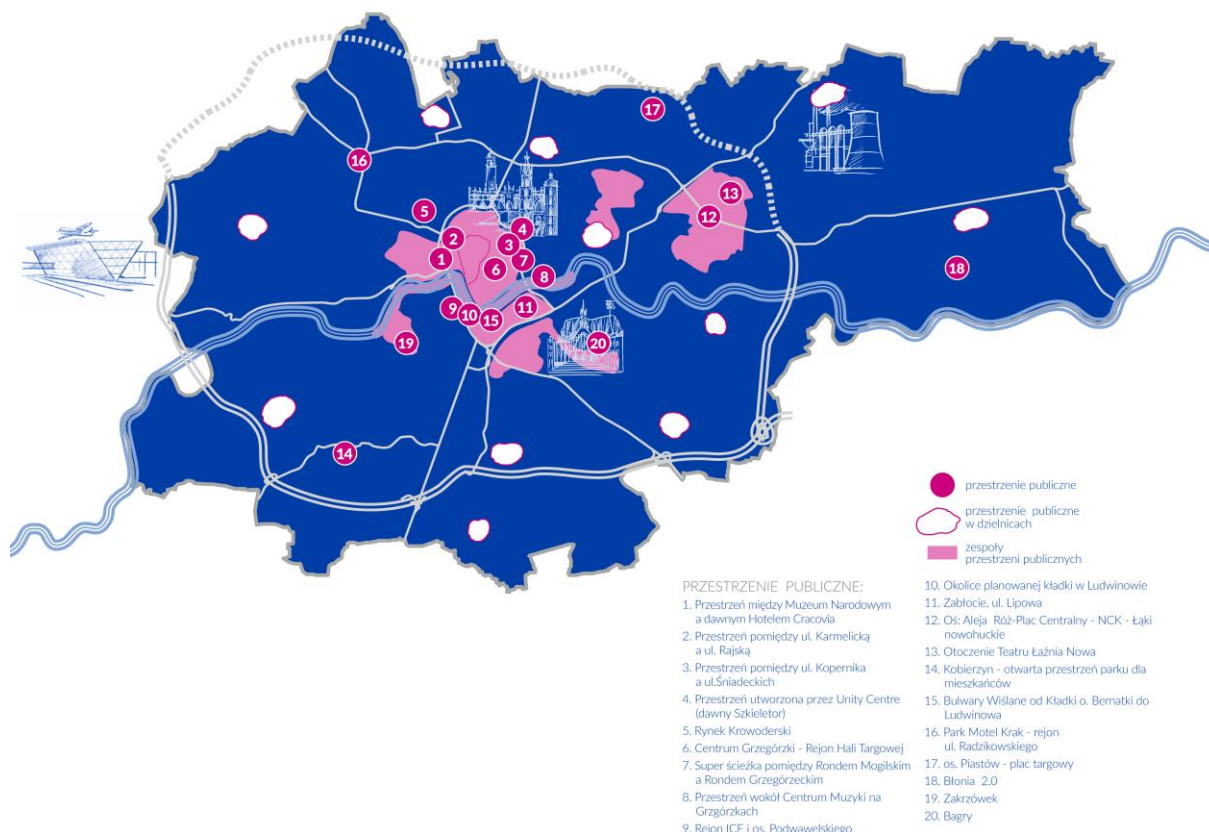 17
16
13
5
12
4
2
3
1
7
6
8
18
9
10
11
15
19
20
14
przestrzenie publiczne
przestrzenie publiczne
w dzielnicach
zespoły
przestrzeni publicznych
PRZESTRZENIE PUBLICZNE:
1. Przestrzeń między Muzeum Narodowym
a dawnym Hotelem Cracovia
2. Przestrzeń pomiędzy ul. Karmelicką
a ul. Rajską
3. Przestrzeń pomiędzy ul. Kopernika
a ul.Śniadeckich
4. Przestrzeń utworzona przez Unity Centre
(dawny Szkieletor)
5. Rynek Krowoderski
6. Centrum Grzegórzki - Rejon Hali Targowej
7. Super ścieżka pomiędzy Rondem Mogilskim
a Rondem Grzegórzeckim
8. Przestrzeń wokół Centrum Muzyki na
Grzgórzkach
9. Rejon ICE i os. Podwawelskiego
10. Okolice planowanej kładki w Ludwinowie
11. Zabłocie, ul. Lipowa
12. Oś: Aleja Róż-Plac Centralny - NCK - Łąki
nowohuckie
13. Otoczenie Teatru Łaźnia Nowa
14. Kobierzyn - otwarta przestrzeń parku dla
mieszkańców
15. Bulwary Wiślane od Kładki o. Bernatki do
Ludwinowa
16. Park Motel Krak - rejon
ul. Radzikowskiego
17. os. Piastów - plac targowy
18. Błonia 2.0
19. Zakrzówek
20. Bagry